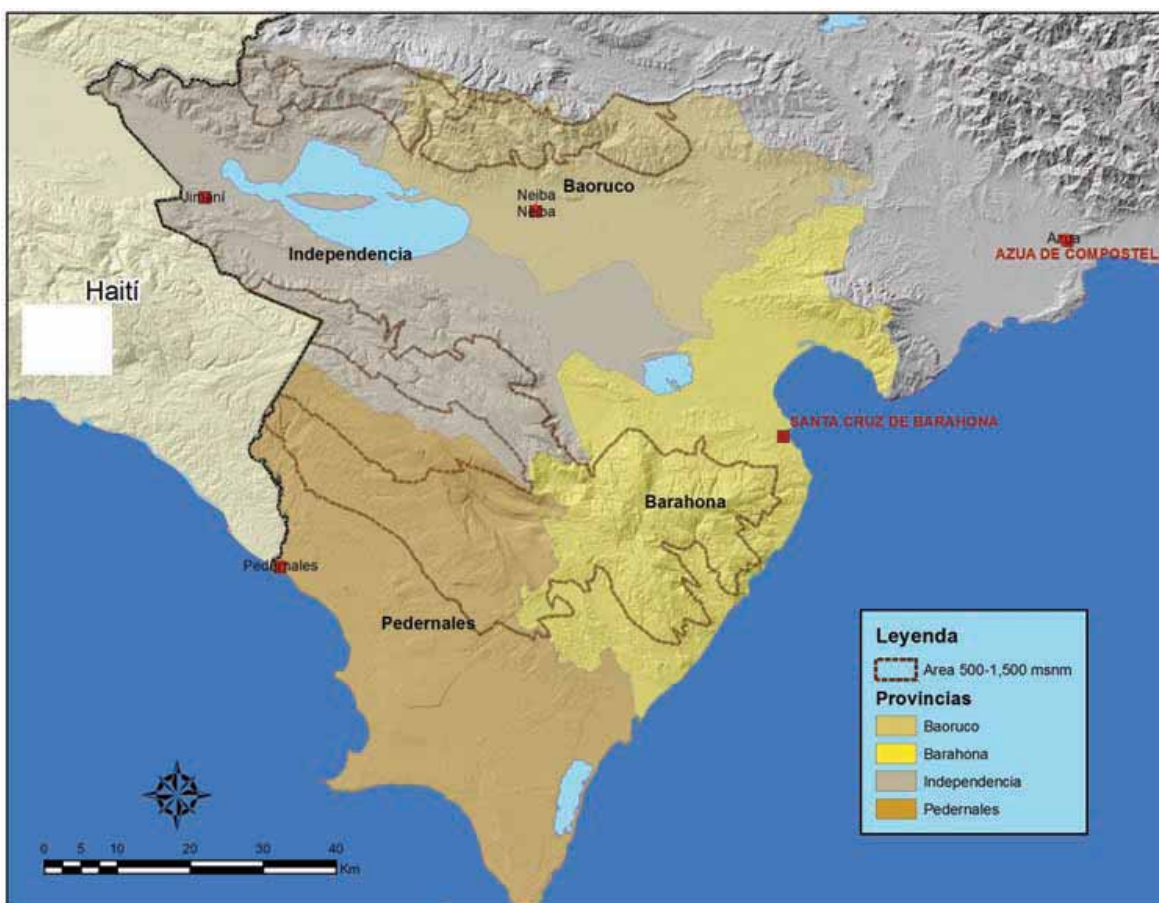 Neiba
Neiba
Baoruco
Jimaní
Independencia
Azua
AZUA DE COMPOSTEL
Haití
SANTA CRUZ DE BARAHONA
Barahona
Pedernales
Pedernales
Leyenda
Area 500-1,500 msnm
Provincias
Baoruco
Barahona
Independencia
Pedernales
0 5 10 20 30 40
Km